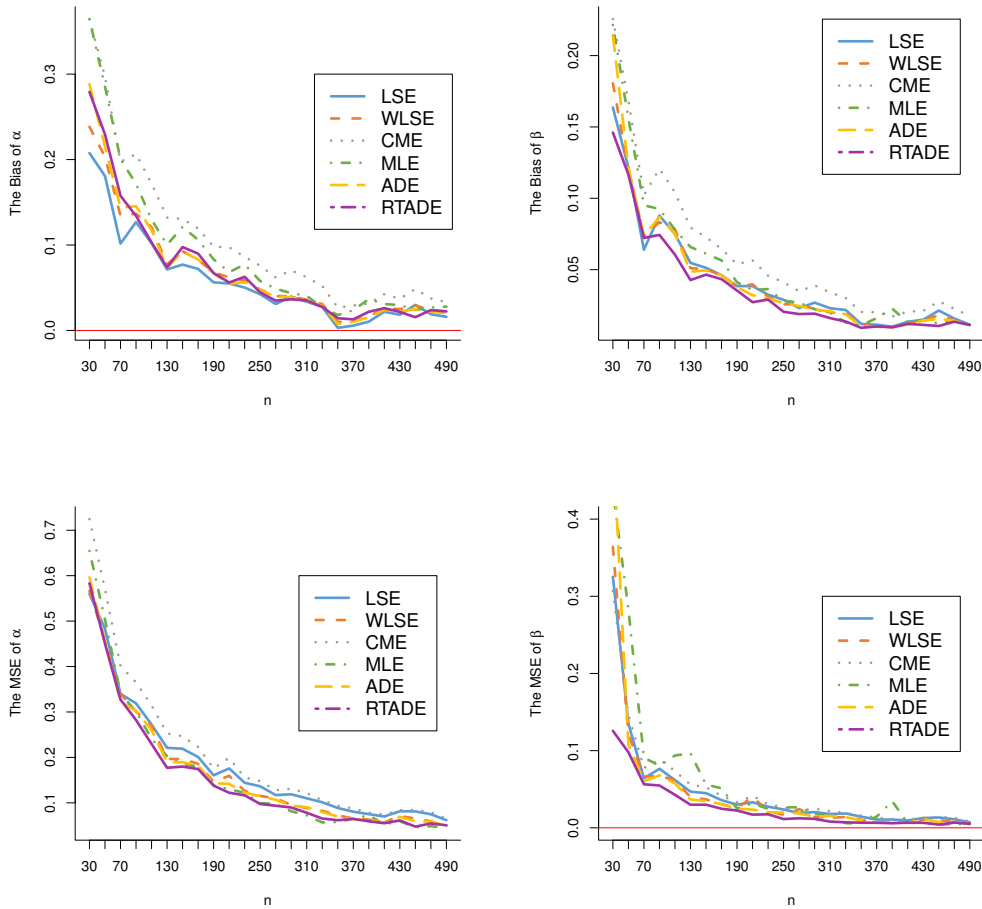 The Bias of α
0.0 0.1 0.2 0.3
LSE
WLSE
CME
MLE
ADE
RTADE
30 70 130 190 250 310 370 430 490
n
The Bias of β
0.05 0.10 0.15 0.20
LSE
WLSE
CME
MLE
ADE
RTADE
30 70 130 190 250 310 370 430 490
n
The MSE of α
0.1 0.2 0.3 0.4 0.5 0.6 0.7
LSE
WLSE
CME
MLE
ADE
RTADE
30 70 130 190 250 310 370 430 490
n
The MSE of β
0.0 0.1 0.2 0.3 0.4
LSE
WLSE
CME
MLE
ADE
RTADE
30 70 130 190 250 310 370 430 490
n